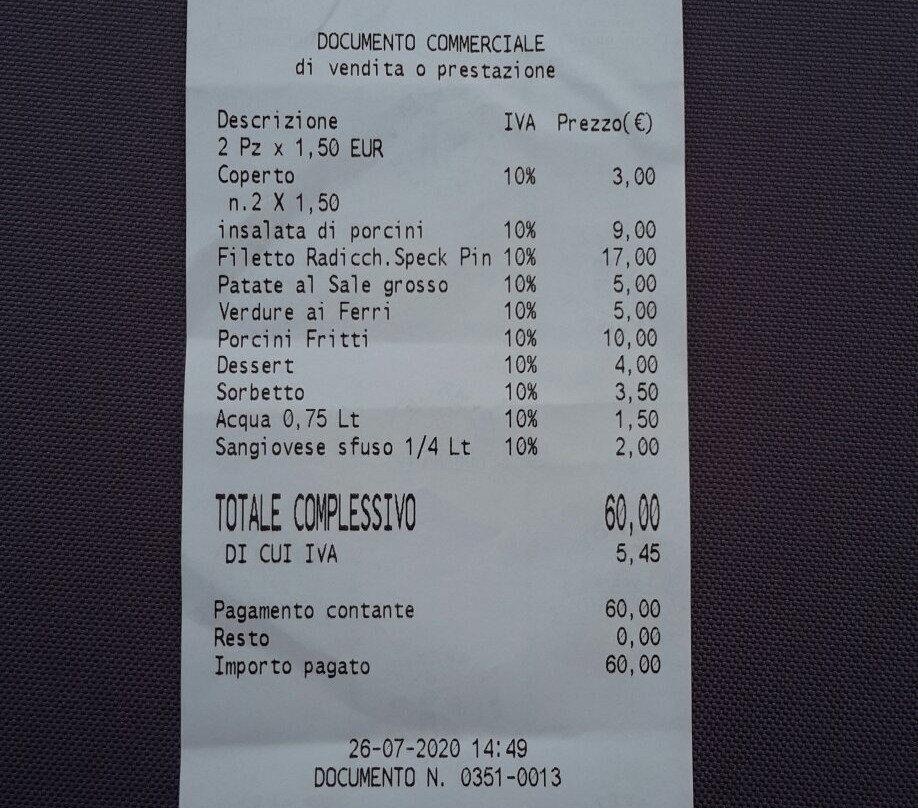 DOCUMENTO COMMERCIALE
di vendita o prestazione
Descrizione IVA Prezzo(€)
2 Pz x 1,50 EUR
Coperto 10% 3,00
n.2 X 1,50
insalata di porcini 10% 9,00
Filetto Radicch.Speck Pin 10% 17,00
Patate al Sale grosso 10% 5,00
Verdure ai Ferri 10% 5,00
Porcini Fritti 10% 10,00
Dessert 10% 4,00
Sorbetto 10% 3,50
Acqua 0,75 Lt 10% 1,50
Sangiovese sfuso 1/4 Lt 10% 2,00
TOTALE COMPLESSIVO 60,00
DI CUI IVA 5,45
Pagamento contante 60,00
Resto 0,00
Importo pagato 60,00
26-07-2020 14:49
DOCUMENTO N. 0351-0013